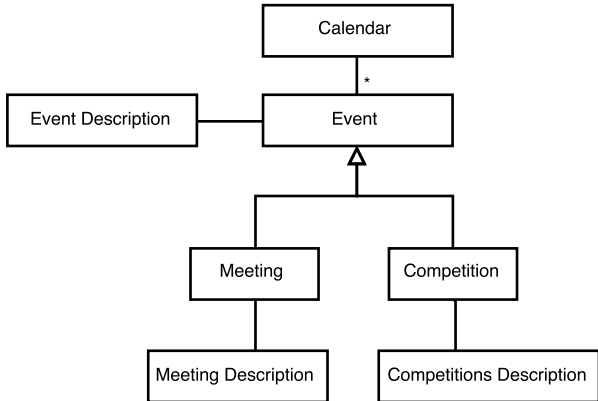 Calendar
*
Event Description
Event
Meeting
Competition
Meeting Description
Competitions Description